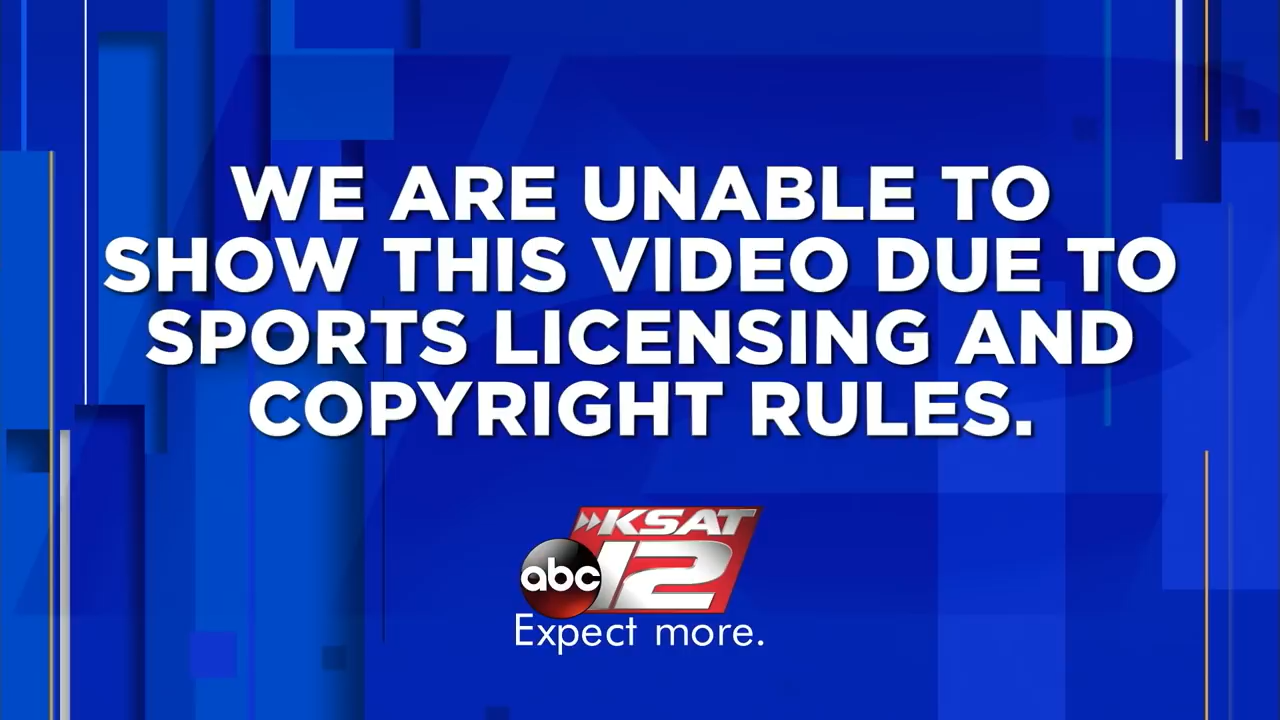 WE ARE UNABLE TO
SHOW THIS VIDEO DUE TO
SPORTS LICENSING AND
COPYRIGHT RULES.
KSAT
abc 12
Expect more.